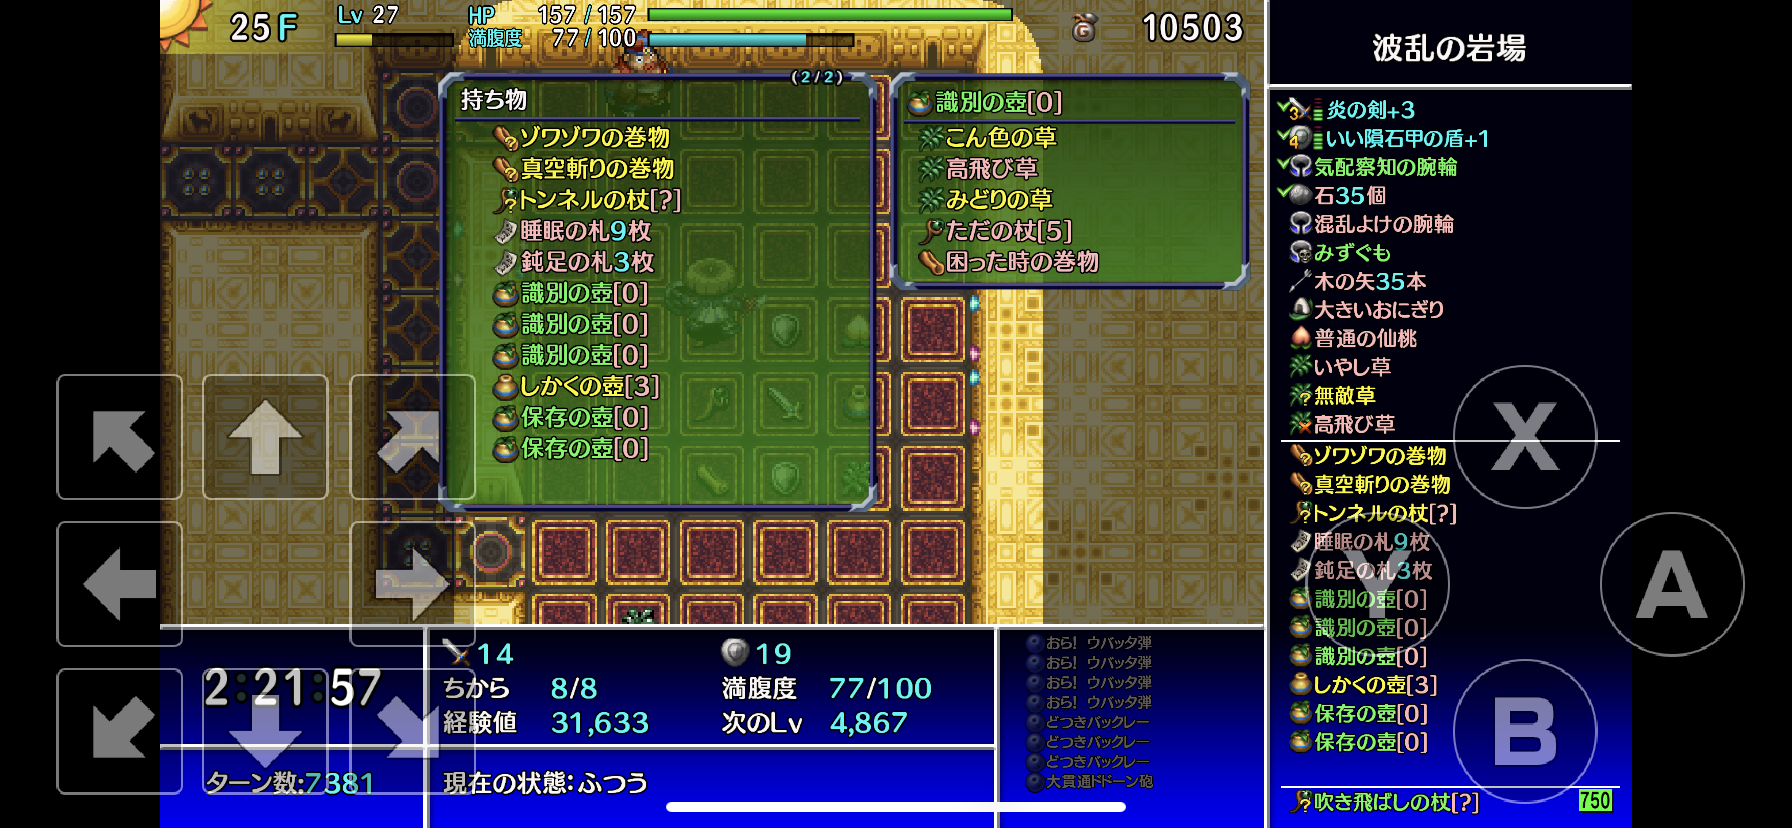 25F
Lv 27
HP 157/157
満腹度 77/100
10503
(2/2)
持ち物
ゾワゾワの巻物
真空斬りの巻物
トンネルの杖[?]
睡眠の札9枚
鈍足の札3枚
識別の壺[0]
識別の壺[0]
識別の壺[0]
しかくの壺[3]
保存の壺[0]
保存の壺[0]
識別の壺[0]
こん色の草
高飛び草
みどりの草
ただの杖[5]
困った時の巻物
波乱の岩場
炎の剣+3
いい隕石甲の盾+1
気配察知の腕輪
石35個
混乱よけの腕輪
みずぐも
木の矢35本
大きいおにぎり
普通の仙桃
いやし草
無敵草
高飛び草
ゾワゾワの巻物
真空斬りの巻物
トンネルの杖[?]
睡眠の札9枚
鈍足の札3枚
識別の壺[0]
識別の壺[0]
識別の壺[0]
しかくの壺[3]
保存の壺[0]
保存の壺[0]
吹き飛ばしの杖[?]
750
X
Y
A
B
2:21:57
ターン数:7381
14
19
ちから 8/8
満腹度 77/100
経験値 31,633
次のLv 4,867
現在の状態:ふつう
おら! ウバッタ弾
おら! ウバッタ弾
おら! ウバッタ弾
おら! ウバッタ弾
どつきバックレー
どつきバックレー
どつきバックレー
大貫通ドドーン砲